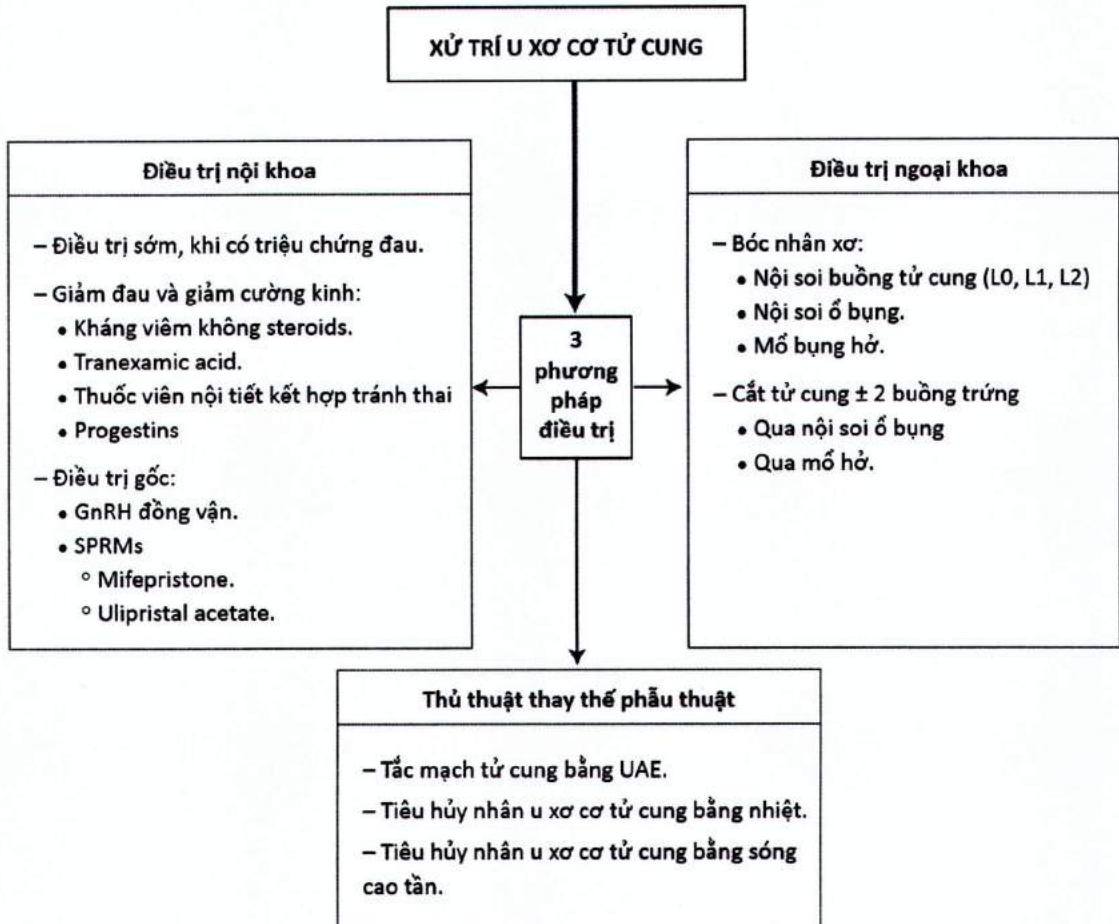 XỬ TRÍ U XƠ CƠ TỬ CUNG
Điều trị nội khoa
– Điều trị sớm, khi có triệu chứng đau.
– Giảm đau và giảm cường kinh:
• Kháng viêm không steroids.
• Tranexamic acid.
• Thuốc viên nội tiết kết hợp tránh thai
• Progestins
– Điều trị gốc:
• GnRH đồng vận.
• SPRMs
○ Mifepristone.
○ Ulipristal acetate.
3
phương
pháp
điều trị
Điều trị ngoại khoa
– Bóc nhân xơ:
• Nội soi buồng tử cung (L0, L1, L2)
• Nội soi ổ bụng.
• Mổ bụng hở.
– Cắt tử cung ± 2 buồng trứng
• Qua nội soi ổ bụng
• Qua mổ hở.
Thủ thuật thay thế phẫu thuật
– Tắc mạch tử cung bằng UAE.
– Tiêu hủy nhân u xơ cơ tử cung bằng nhiệt.
– Tiêu hủy nhân u xơ cơ tử cung bằng sóng
cao tần.